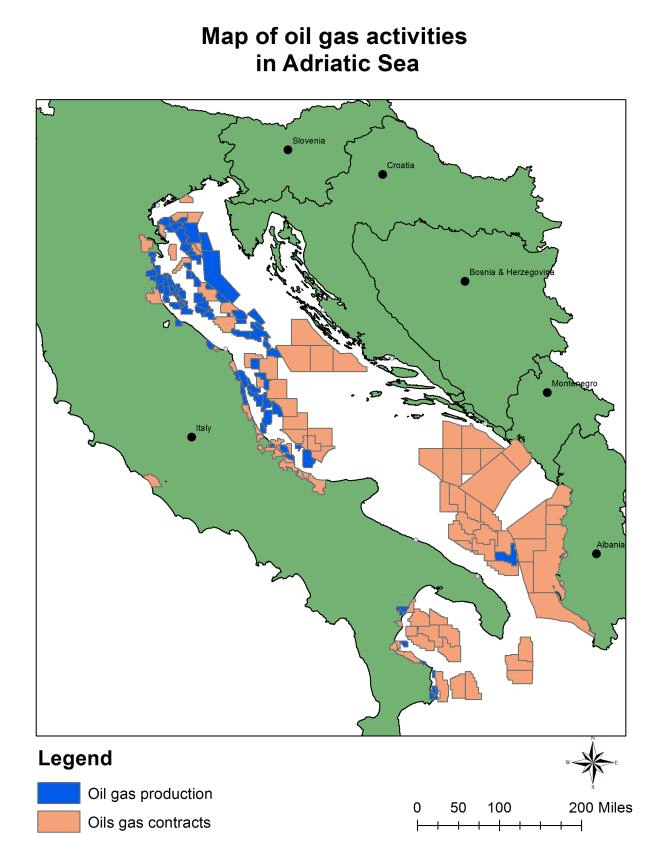 Map of oil gas activities
in Adriatic Sea
Slovenia
Croatia
Bosnia & Herzegovina
Montenegro
Italy
Albania
Legend
Oil gas production
Oils gas contracts
N
W E
S
0 50 100 200 Miles